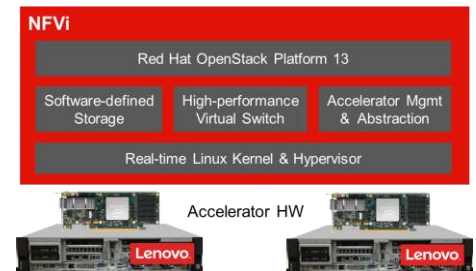 NFVi
Red Hat OpenStack Platform 13
Software-defined
Storage
High-performance
Virtual Switch
Accelerator Mgmt
& Abstraction
Real-time Linux Kernel & Hypervisor
Accelerator HW
Lenovo
Lenovo